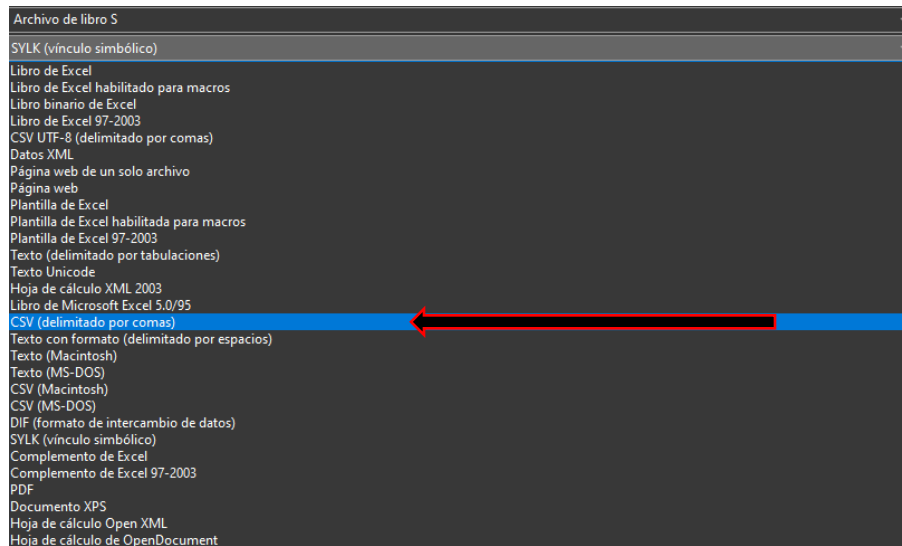 Archivo de libro S
SYLK (vínculo simbólico)
Libro de Excel
Libro de Excel habilitado para macros
Libro binario de Excel
Libro de Excel 97-2003
CSV UTF-8 (delimitado por comas)
Datos XML
Página web de un solo archivo
Página web
Plantilla de Excel
Plantilla de Excel habilitada para macros
Plantilla de Excel 97-2003
Texto (delimitado por tabulaciones)
Texto Unicode
Hoja de cálculo XML 2003
Libro de Microsoft Excel 5.0/95
CSV (delimitado por comas)
Texto con formato (delimitado por espacios)
Texto (Macintosh)
Texto (MS-DOS)
CSV (Macintosh)
CSV (MS-DOS)
DIF (formato de intercambio de datos)
SYLK (vínculo simbólico)
Complemento de Excel
Complemento de Excel 97-2003
PDF
Documento XPS
Hoja de cálculo Open XML
Hoja de cálculo de OpenDocument